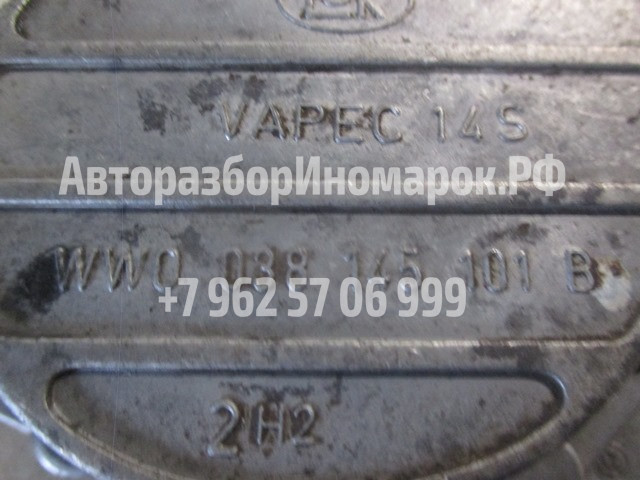 VAPEC 14S
АвторазборИномарок.РФ
WWO 038 145 101 B
+7 962 57 06 999
2H2